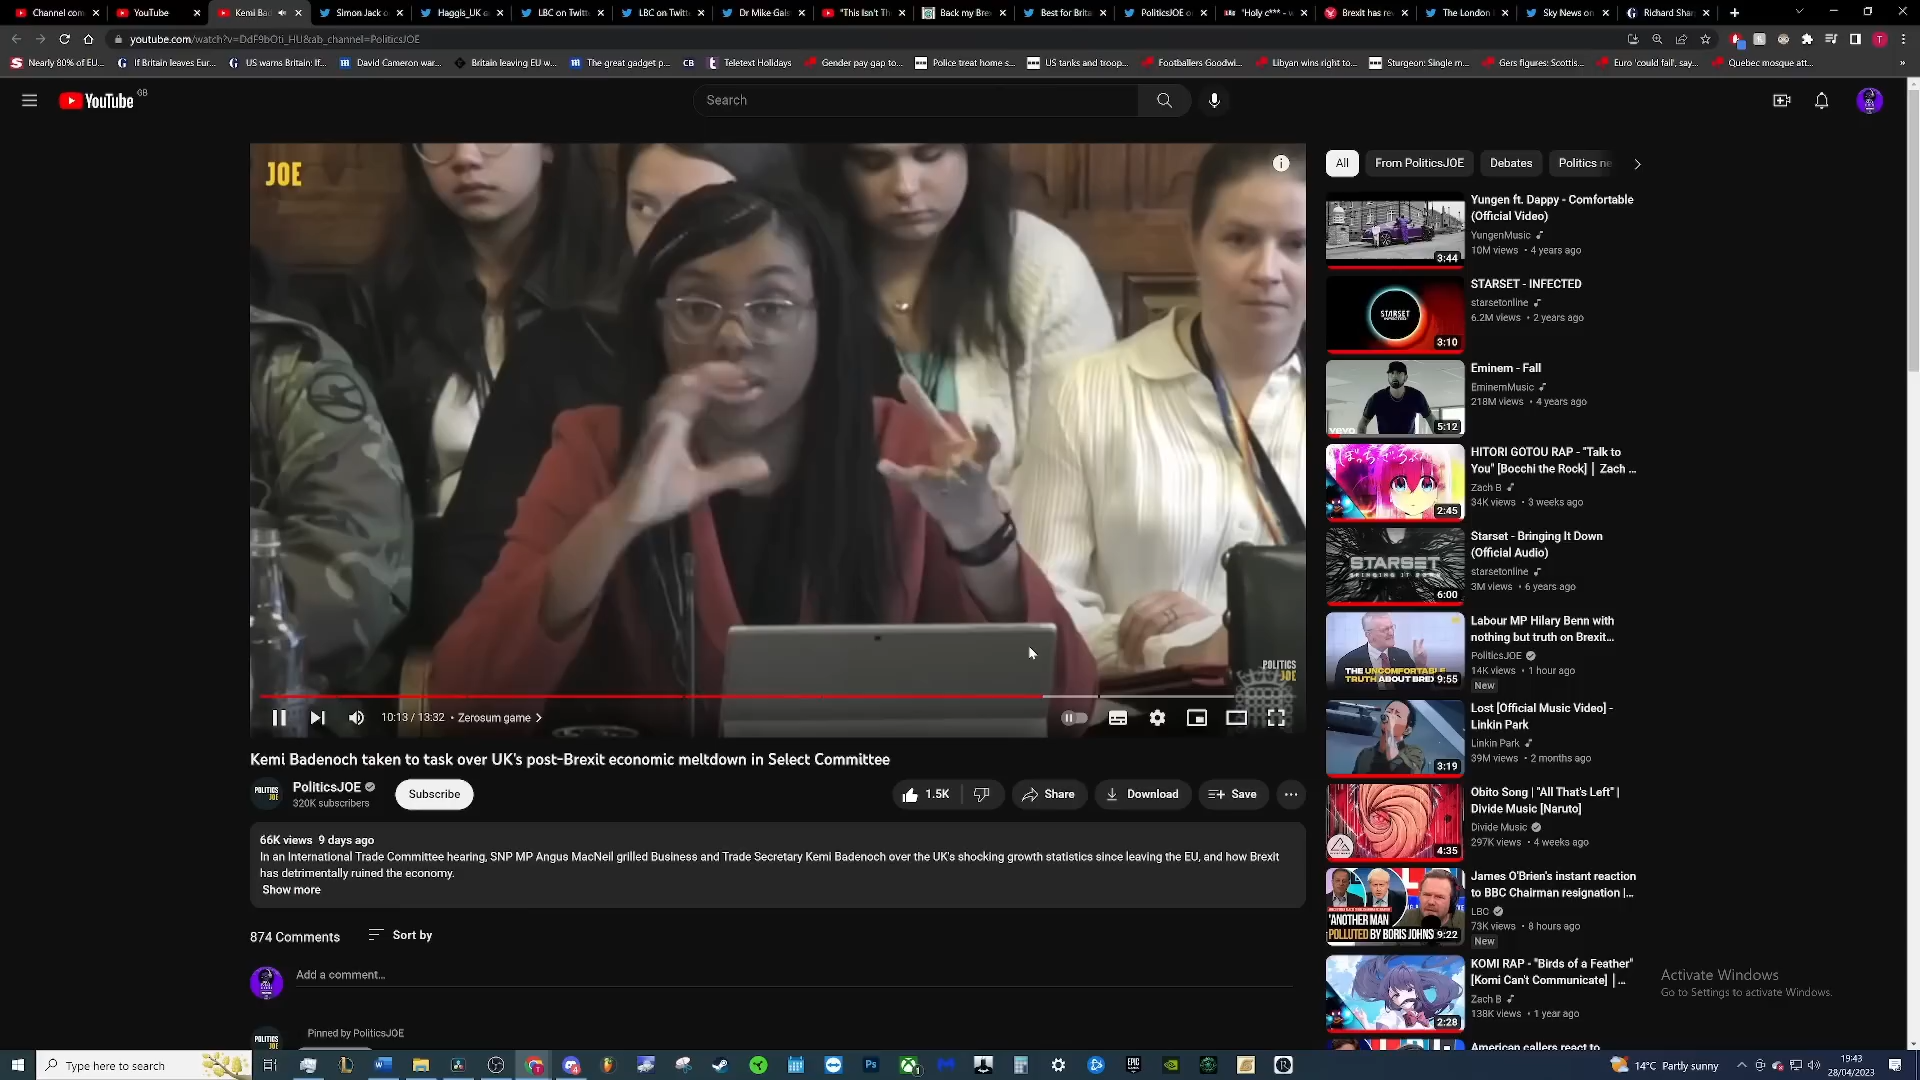 Channel com
YouTube
Kemi Bad
Simon Jack o
Haggis_UK
LBC on Twitt
LBC on Twitt
Dr Mike Gals
"This Isn't Th
Back my Brex
Best for Brita
PoliticsJOE o
"Holy c*** - w
Brexit has re
The London
Sky News on
Richard Shar
youtube.com/watch?v=DdF9bOti_HU&ab_channel=PoliticsJOE
Nearly 80% of EU...
If Britain leaves Eur...
US warns Britain: If...
David Cameron war...
Britain leaving EU w...
The great gadget p...
CB
Teletext Holidays
Gender pay gap to...
Police treat home s...
US tanks and troop...
Footballers Goodwi...
Libyan wins right to...
Sturgeon: Single m...
Gers figures: Scottis...
Euro 'could fail', say...
Quebec mosque att...
YouTube GB
Search
JOE
POLITICS
JOE
10:13 / 13:32 • Zerosum game
Kemi Badenoch taken to task over UK's post-Brexit economic meltdown in Select Committee
POLITICS
JOE
PoliticsJOE
320K subscribers
Subscribe
1.5K
Share
Download
Save
66K views 9 days ago
In an International Trade Committee hearing, SNP MP Angus MacNeil grilled Business and Trade Secretary Kemi Badenoch over the UK's shocking growth statistics since leaving the EU, and how Brexit
has detrimentally ruined the economy.
Show more
874 Comments
Sort by
Add a comment...
Pinned by PoliticsJOE
POLITICS
JOE
All
From PoliticsJOE
Debates
Politics ne
3:44
Yungen ft. Dappy - Comfortable
(Official Video)
YungenMusic
10M views • 4 years ago
STARSET
3:10
STARSET - INFECTED
starsetonline
6.2M views • 2 years ago
vevo
5:12
Eminem - Fall
EminemMusic
218M views • 4 years ago
2:45
HITORI GOTOU RAP - "Talk to
You" [Bocchi the Rock] | Zach ...
Zach B
34K views • 3 weeks ago
STARSET
BRINGING IT DOWN
6:00
Starset - Bringing It Down
(Official Audio)
starsetonline
3M views • 6 years ago
THE UNCOMFORTABLE
TRUTH ABOUT BREX
9:55
Labour MP Hilary Benn with
nothing but truth on Brexit...
PoliticsJOE
14K views • 1 hour ago
New
3:19
Lost [Official Music Video] -
Linkin Park
Linkin Park
39M views • 2 months ago
4:35
Obito Song | "All That's Left" |
Divide Music [Naruto]
Divide Music
297K views • 4 weeks ago
'ANOTHER MAN
POLLUTED BY BORIS JOHNS
9:22
James O'Brien's instant reaction
to BBC Chairman resignation |...
LBC
73K views • 8 hours ago
New
2:28
KOMI RAP - "Birds of a Feather"
[Komi Can't Communicate] |...
Zach B
138K views • 1 year ago
American callers react to
Activate Windows
Go to Settings to activate Windows.
Type here to search
14°C Partly sunny
19:43
28/04/2023